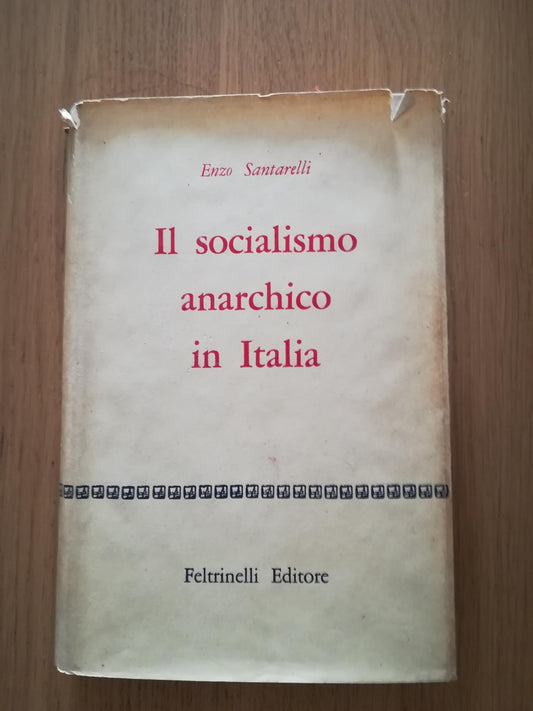 Enzo Santarelli
Il socialismo
anarchico
in Italia
Feltrinelli Editore